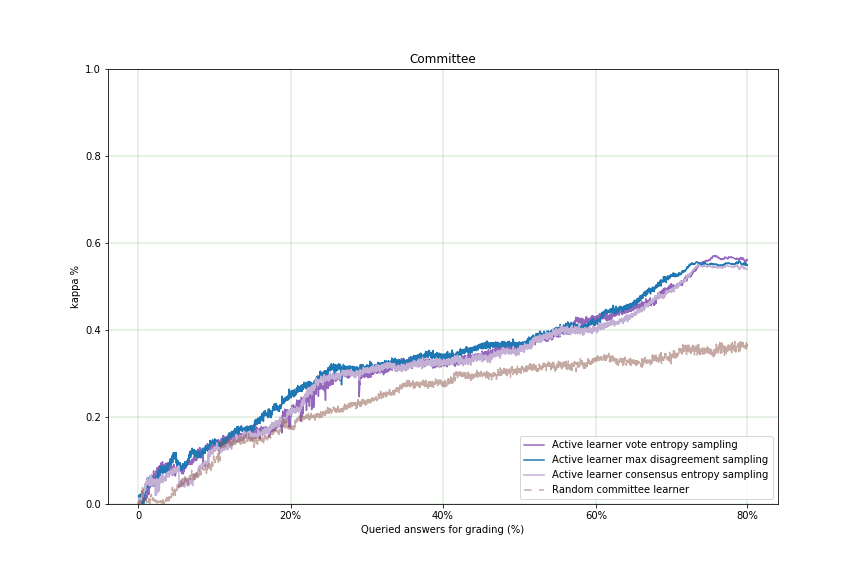 Committee
1.0
0.8
0.6
0.4
0.2
0.0
kappa %
0
20%
40%
60%
80%
Queried answers for grading (%)
Active learner vote entropy sampling
Active learner max disagreement sampling
Active learner consensus entropy sampling
Random committee learner